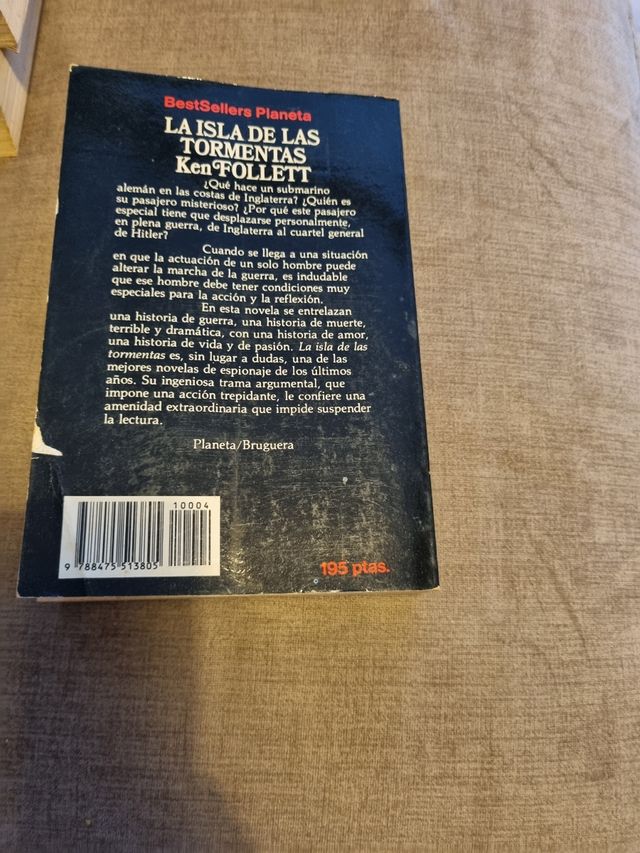 BestSellers Planeta
LA ISLA DE LAS
TORMENTAS
Ken FOLLETT
¿Qué hace un submarino
alemán en las costas de Inglaterra? ¿Quién es
su pasajero misterioso? ¿Por qué este pasajero
especial tiene que desplazarse personalmente,
en plena guerra, de Inglaterra al cuartel general
de Hitler?
Cuando se llega a una situación
en que la actuación de un solo hombre puede
alterar la marcha de la guerra, es indudable
que ese hombre debe tener condiciones muy
especiales para la acción y la reflexión.
En esta novela se entrelazan
una historia de guerra, una historia de muerte,
terrible y dramática, con una historia de amor,
una historia de vida y de pasión. La isla de las
tormentas es, sin lugar a dudas, una de las
mejores novelas de espionaje de los últimos
años. Su ingeniosa trama argumental, que
impone una acción trepidante, le confiere una
amenidad extraordinaria que impide suspender
la lectura.
Planeta/Bruguera
10004
9 788475 513805
195 ptas.